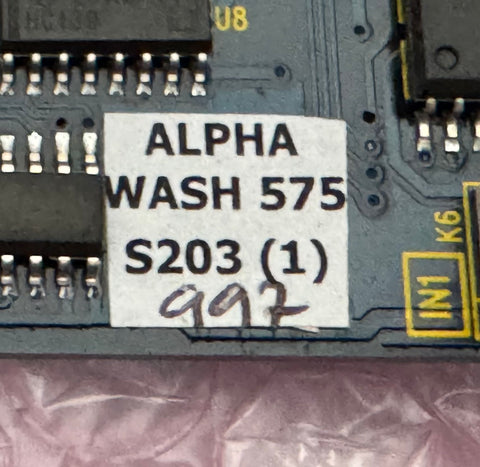 U8
ALPHA
WASH 575
S203 (1)
992
K6
IN1